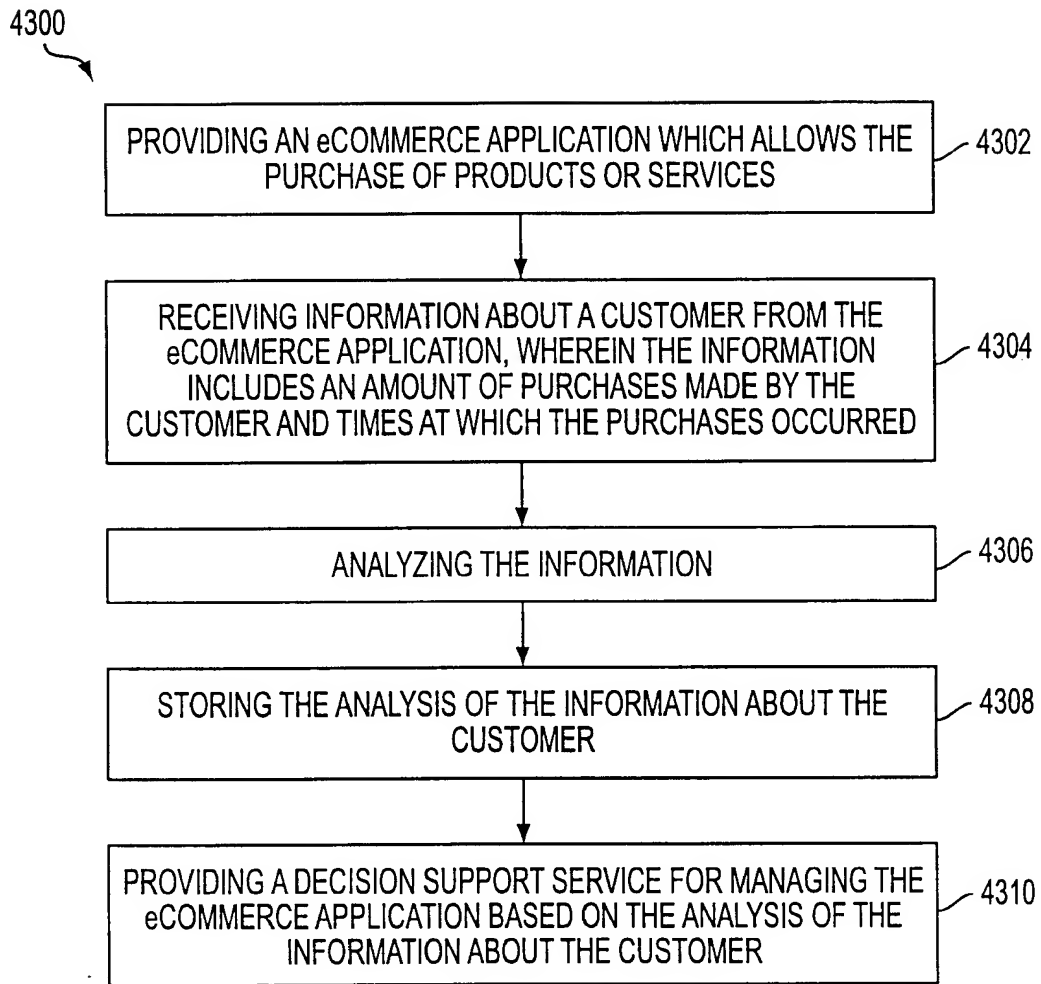 4300
PROVIDING AN eCOMMERCE APPLICATION WHICH ALLOWS THE
PURCHASE OF PRODUCTS OR SERVICES
4302
RECEIVING INFORMATION ABOUT A CUSTOMER FROM THE
eCOMMERCE APPLICATION, WHEREIN THE INFORMATION
INCLUDES AN AMOUNT OF PURCHASES MADE BY THE
CUSTOMER AND TIMES AT WHICH THE PURCHASES OCCURRED
4304
ANALYZING THE INFORMATION
4306
STORING THE ANALYSIS OF THE INFORMATION ABOUT THE
CUSTOMER
4308
PROVIDING A DECISION SUPPORT SERVICE FOR MANAGING THE
eCOMMERCE APPLICATION BASED ON THE ANALYSIS OF THE
INFORMATION ABOUT THE CUSTOMER
4310